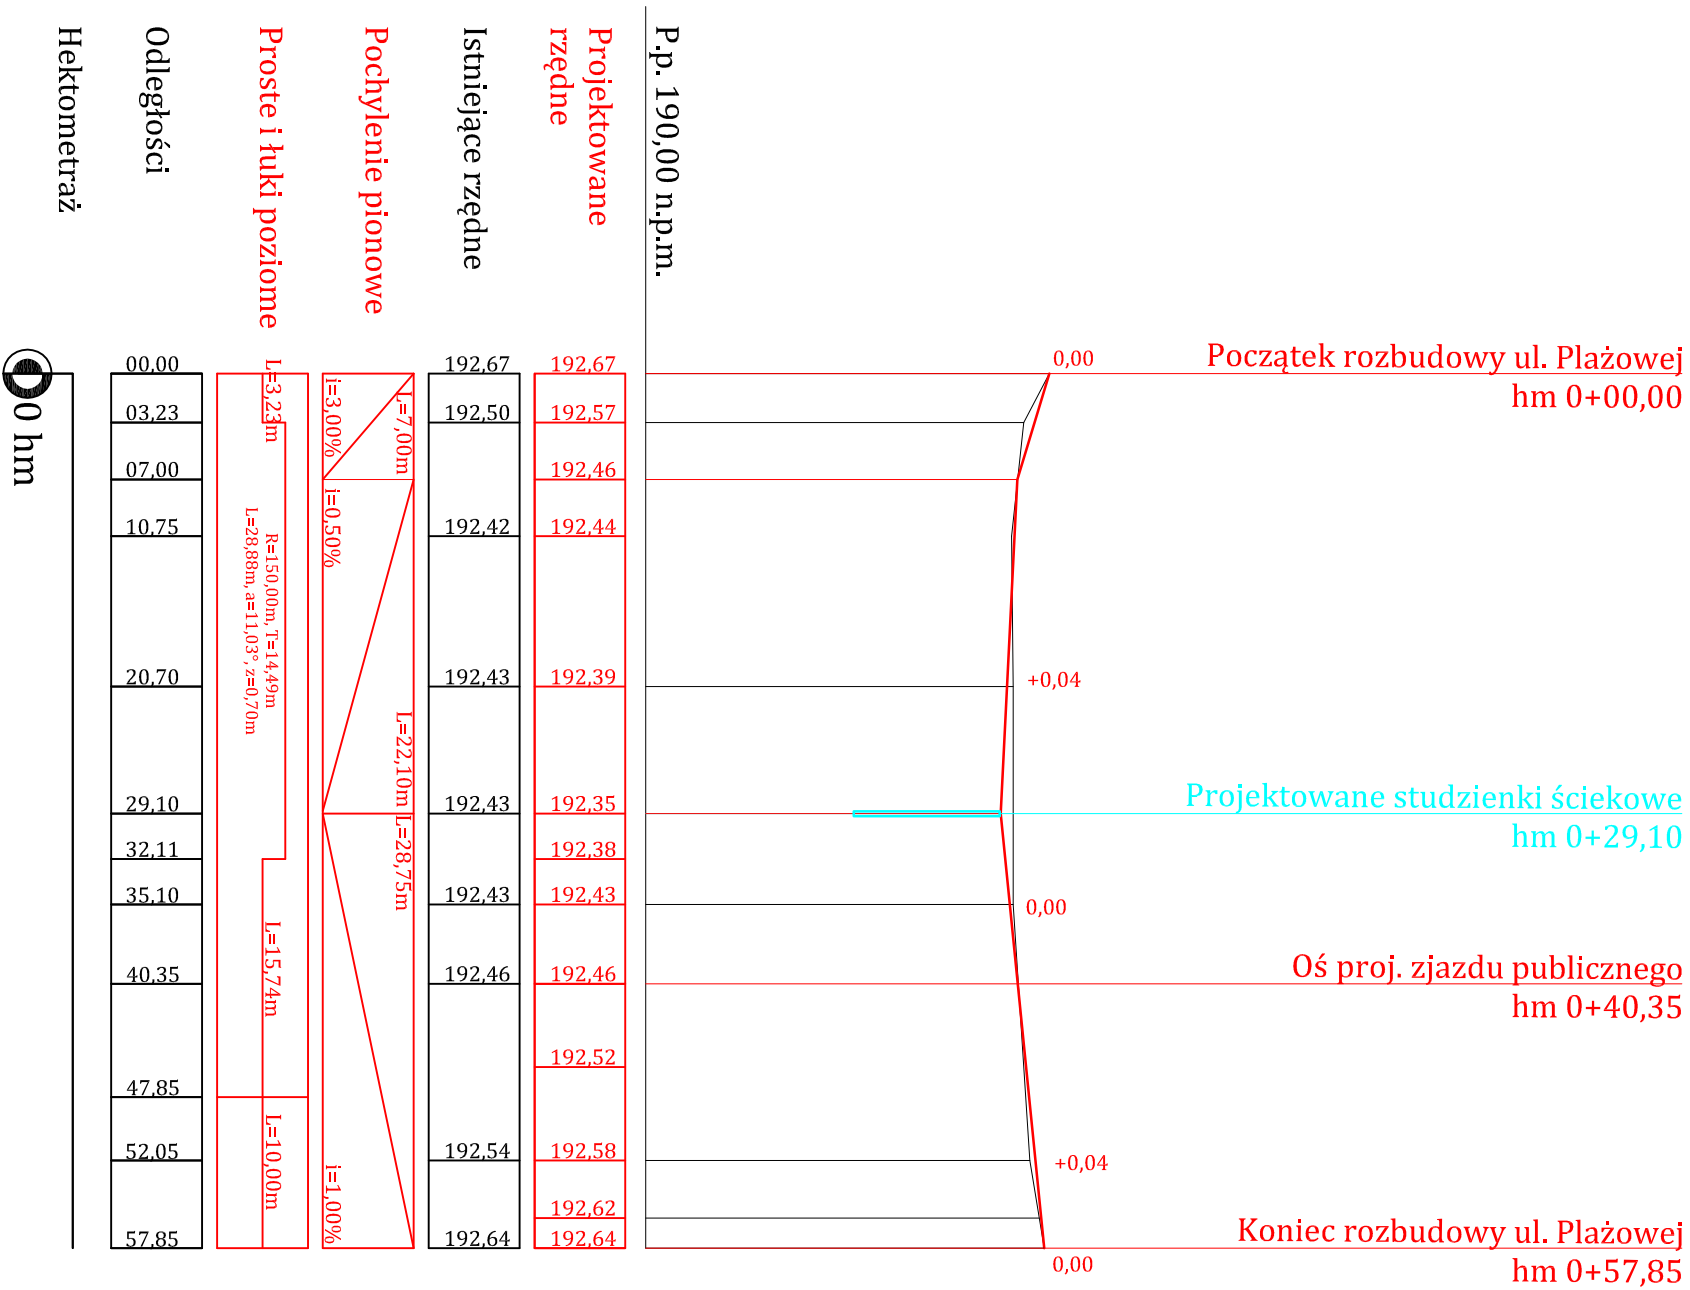 Początek rozbudowy ul. Plażowej
hm 0+00,00
Projektowane studzienki ściekowe
hm 0+29,10
Oś proj. zjazdu publicznego
hm 0+40,35
Koniec rozbudowy ul. Plażowej
hm 0+57,85
0,00
+0,04
0,00
+0,04
0,00
P.p. 190,00 n.p.m.
Projektowane
rzędne
192,67
192,57
192,46
192,44
192,39
192,35
192,38
192,43
192,46
192,52
192,58
192,62
192,64
Istniejące rzędne
192,67
192,50
192,42
192,43
192,43
192,43
192,46
192,54
192,64
Pochylenie pionowe
L=7,00m
i=3,00%
i=0,50%
L=22,10m
L=28,75m
i=1,00%
Proste i łuki poziome
L=3,23m
R=150,00m, T=14,49m
L=28,88m, a=11,03°, z=0,70m
L=15,74m
L=10,00m
Odległości
00,00
03,23
07,00
10,75
20,70
29,10
32,11
35,10
40,35
47,85
52,05
57,85
Hektometraż
0 hm